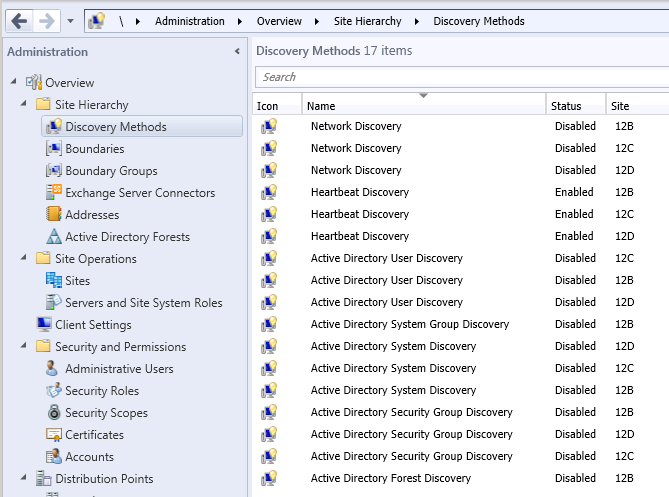 \ Administration Overview Site Hierarchy Discovery Methods
Administration
Overview
Site Hierarchy
Discovery Methods
Boundaries
Boundary Groups
Exchange Server Connectors
Addresses
Active Directory Forests
Site Operations
Sites
Servers and Site System Roles
Client Settings
Security and Permissions
Administrative Users
Security Roles
Security Scopes
Certificates
Accounts
Distribution Points
Discovery Methods 17 items
Search
Icon Name Status Site
Network Discovery Disabled 12B
Network Discovery Disabled 12C
Network Discovery Disabled 12D
Heartbeat Discovery Enabled 12B
Heartbeat Discovery Enabled 12C
Heartbeat Discovery Enabled 12D
Active Directory User Discovery Disabled 12C
Active Directory User Discovery Disabled 12B
Active Directory User Discovery Disabled 12D
Active Directory System Group Discovery Disabled 12B
Active Directory System Discovery Disabled 12D
Active Directory System Discovery Disabled 12C
Active Directory System Discovery Disabled 12B
Active Directory Security Group Discovery Disabled 12B
Active Directory Security Group Discovery Disabled 12D
Active Directory Security Group Discovery Disabled 12C
Active Directory Forest Discovery Disabled 12B